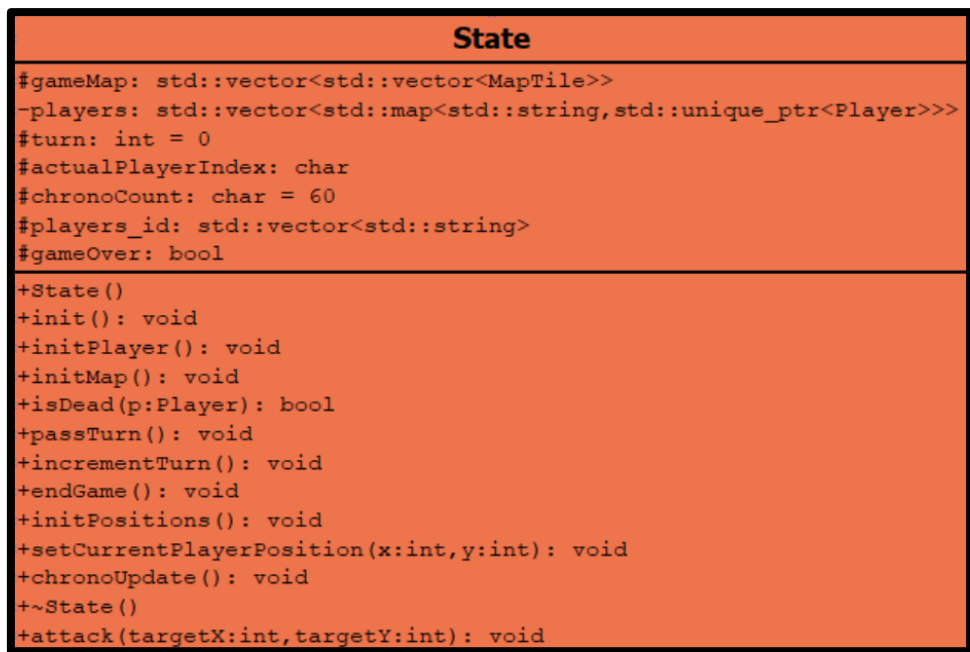 State
#gameMap: std::vector<std::vector<MapTile>>
-players: std::vector<std::map<std::string,std::unique_ptr<Player>>>
#turn: int = 0
#actualPlayerIndex: char
#chronoCount: char = 60
#players_id: std::vector<std::string>
#gameOver: bool
+State()
+init(): void
+initPlayer(): void
+initMap(): void
+isDead(p:Player): bool
+passTurn(): void
+incrementTurn(): void
+endGame(): void
+initPositions(): void
+setCurrentPlayerPosition(x:int,y:int): void
+chronoUpdate(): void
+~State()
+attack(targetX:int,targetY:int): void